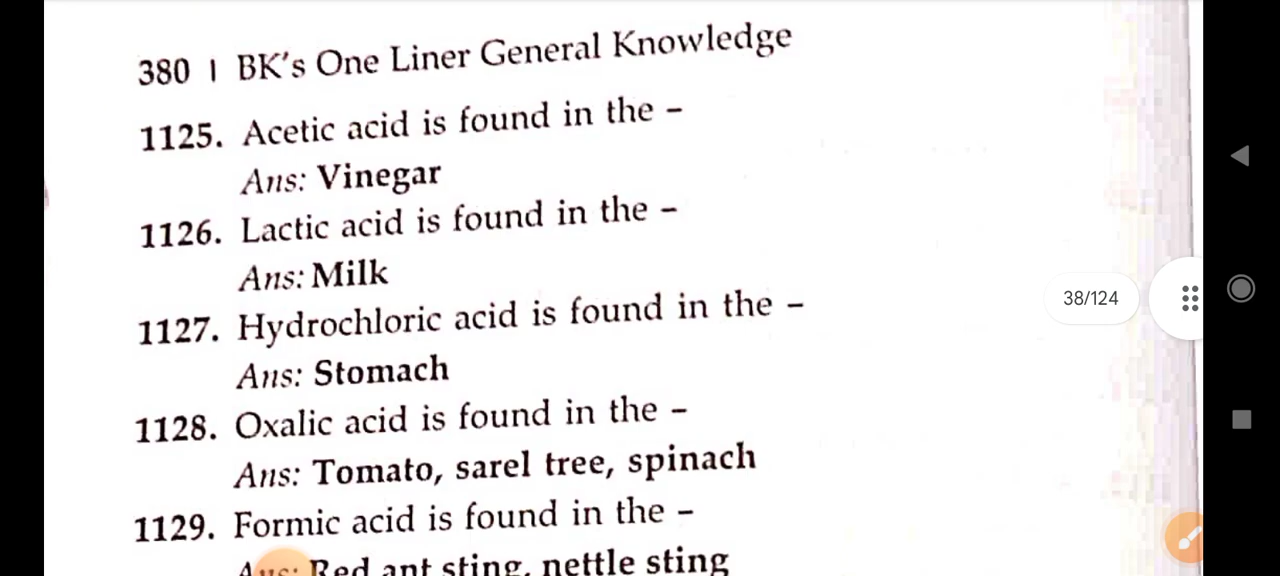 380 | BK's One Liner General Knowledge
1125. Acetic acid is found in the –
Ans: Vinegar
1126. Lactic acid is found in the –
Ans: Milk
1127. Hydrochloric acid is found in the –
38/124
Ans: Stomach
1128. Oxalic acid is found in the –
Ans: Tomato, sarel tree, spinach
1129. Formic acid is found in the –
Ans: Red ant sting, nettle sting